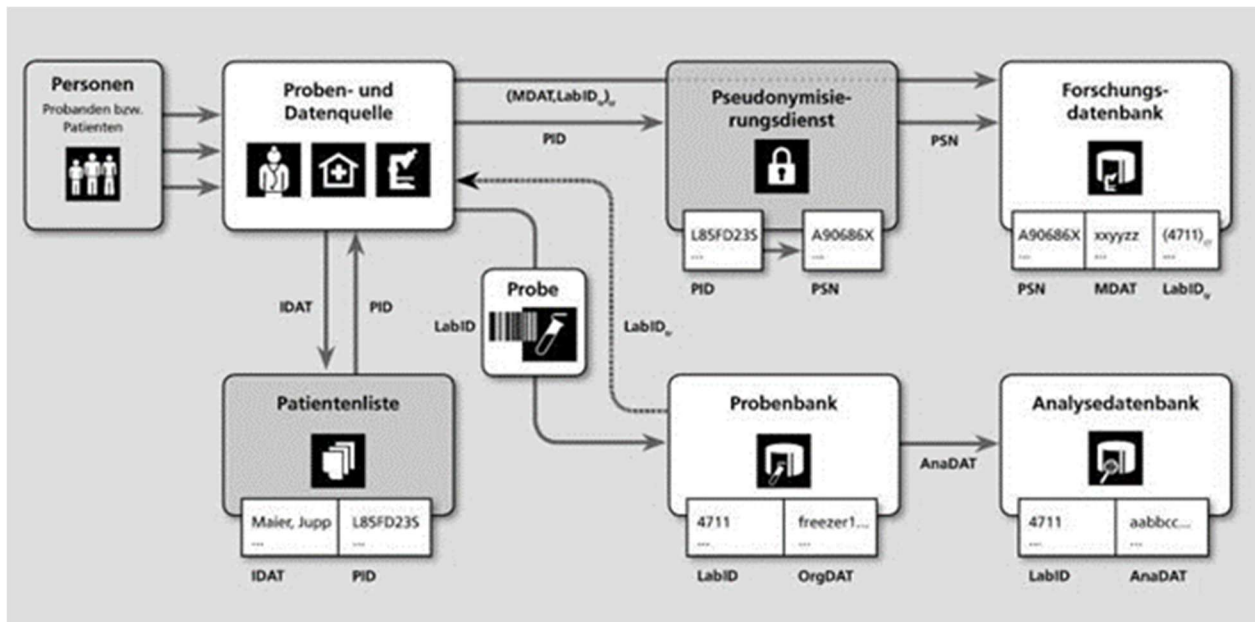 Personen
Probanden bzw.
Patienten
Proben- und
Datenquelle
(MDAT,LabIDtr)tr
PID
Pseudonymisie-
rungsdienst
L85FD23S
...
A90686X
...
PID
PSN
PSN
Forschungs-
datenbank
A90686X
...
xxyyzz
...
(4711)tr
...
PSN
MDAT
LabIDtr
IDAT
PID
LabID
Probe
LabIDtr
Patientenliste
Maier, Jupp
...
L85FD23S
...
IDAT
PID
Probenbank
4711
...
freezer1...
...
LabID
OrgDAT
AnaDAT
Analysedatenbank
4711
...
aabbcc...
...
LabID
AnaDAT